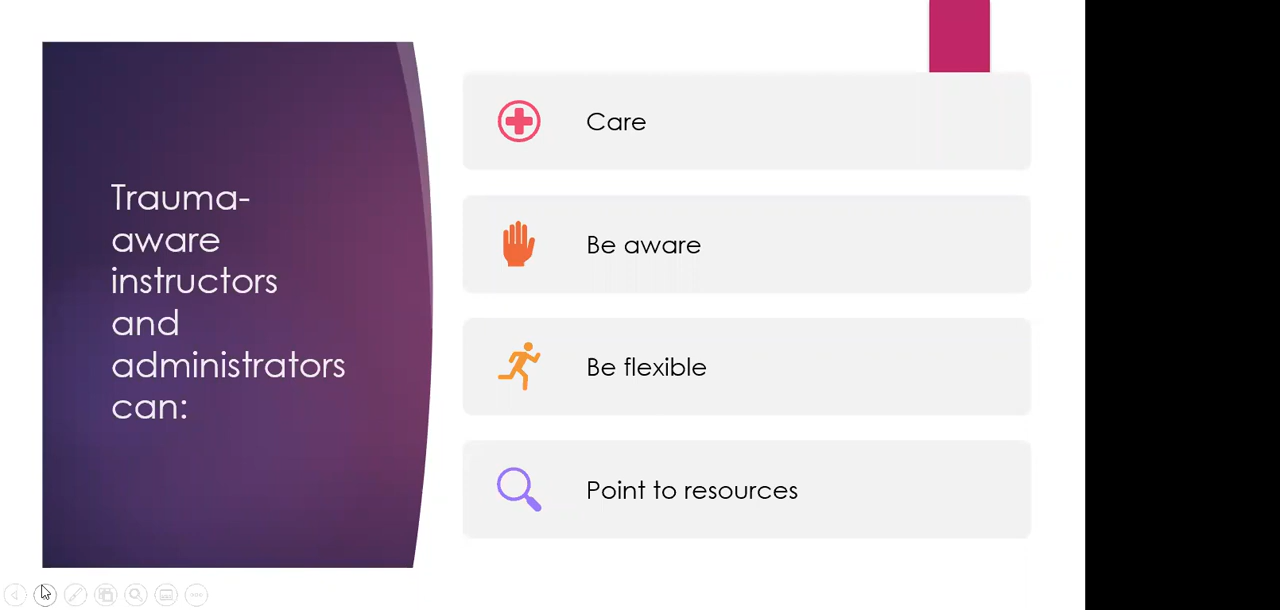 Trauma-
aware
instructors
and
administrators
can:
Care
Be aware
Be flexible
Point to resources